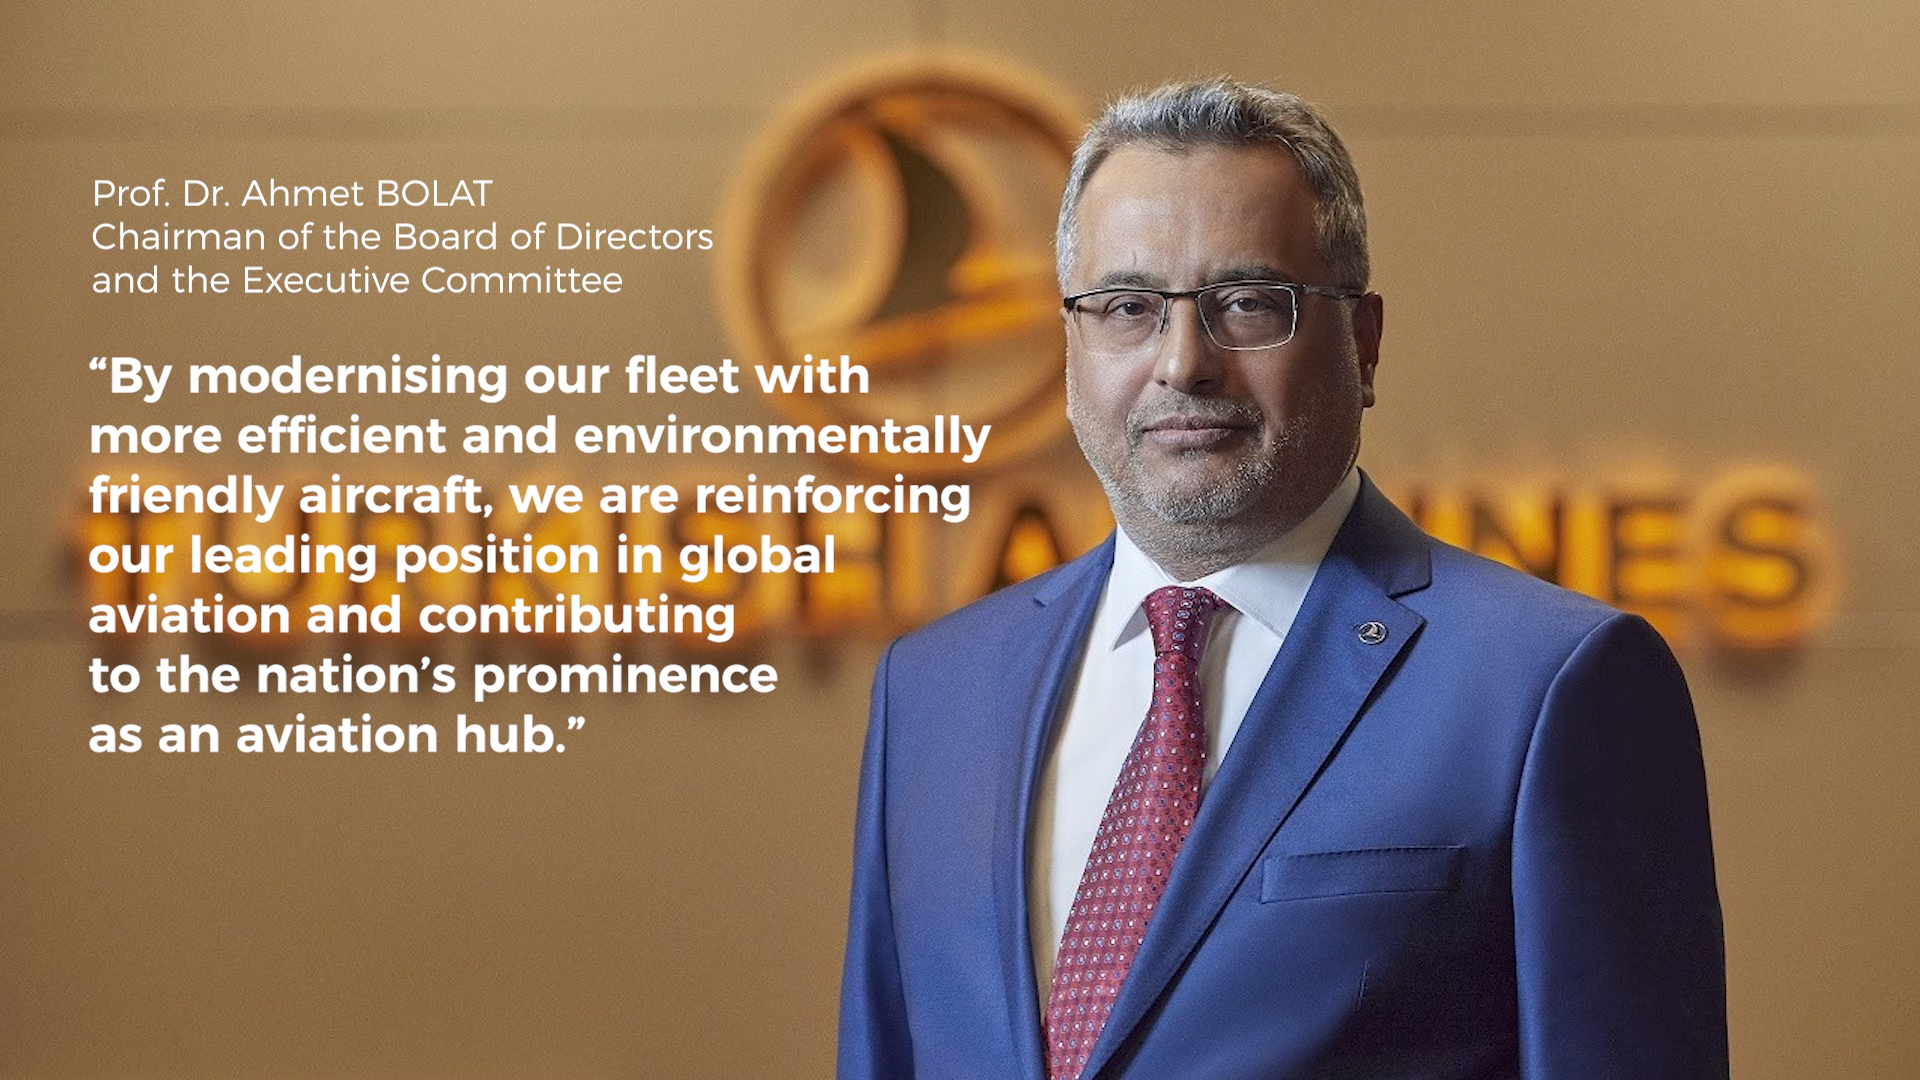 Prof. Dr. Ahmet BOLAT
Chairman of the Board of Directors
and the Executive Committee
“By modernising our fleet with
more efficient and environmentally
friendly aircraft, we are reinforcing
our leading position in global
aviation and contributing
to the nation’s prominence
as an aviation hub.”
TURKISH AIRLINES